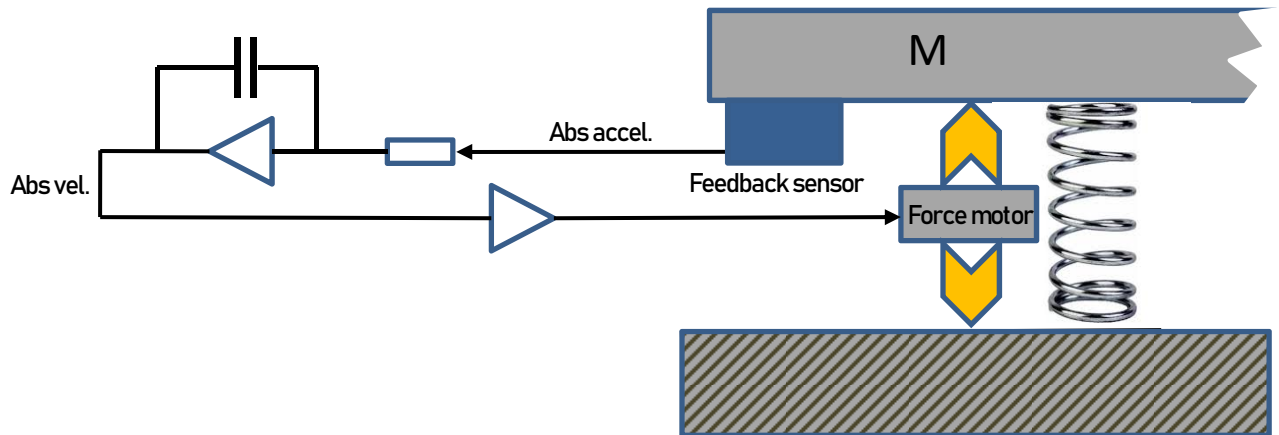 M
Abs accel.
Abs vel.
Feedback sensor
Force motor